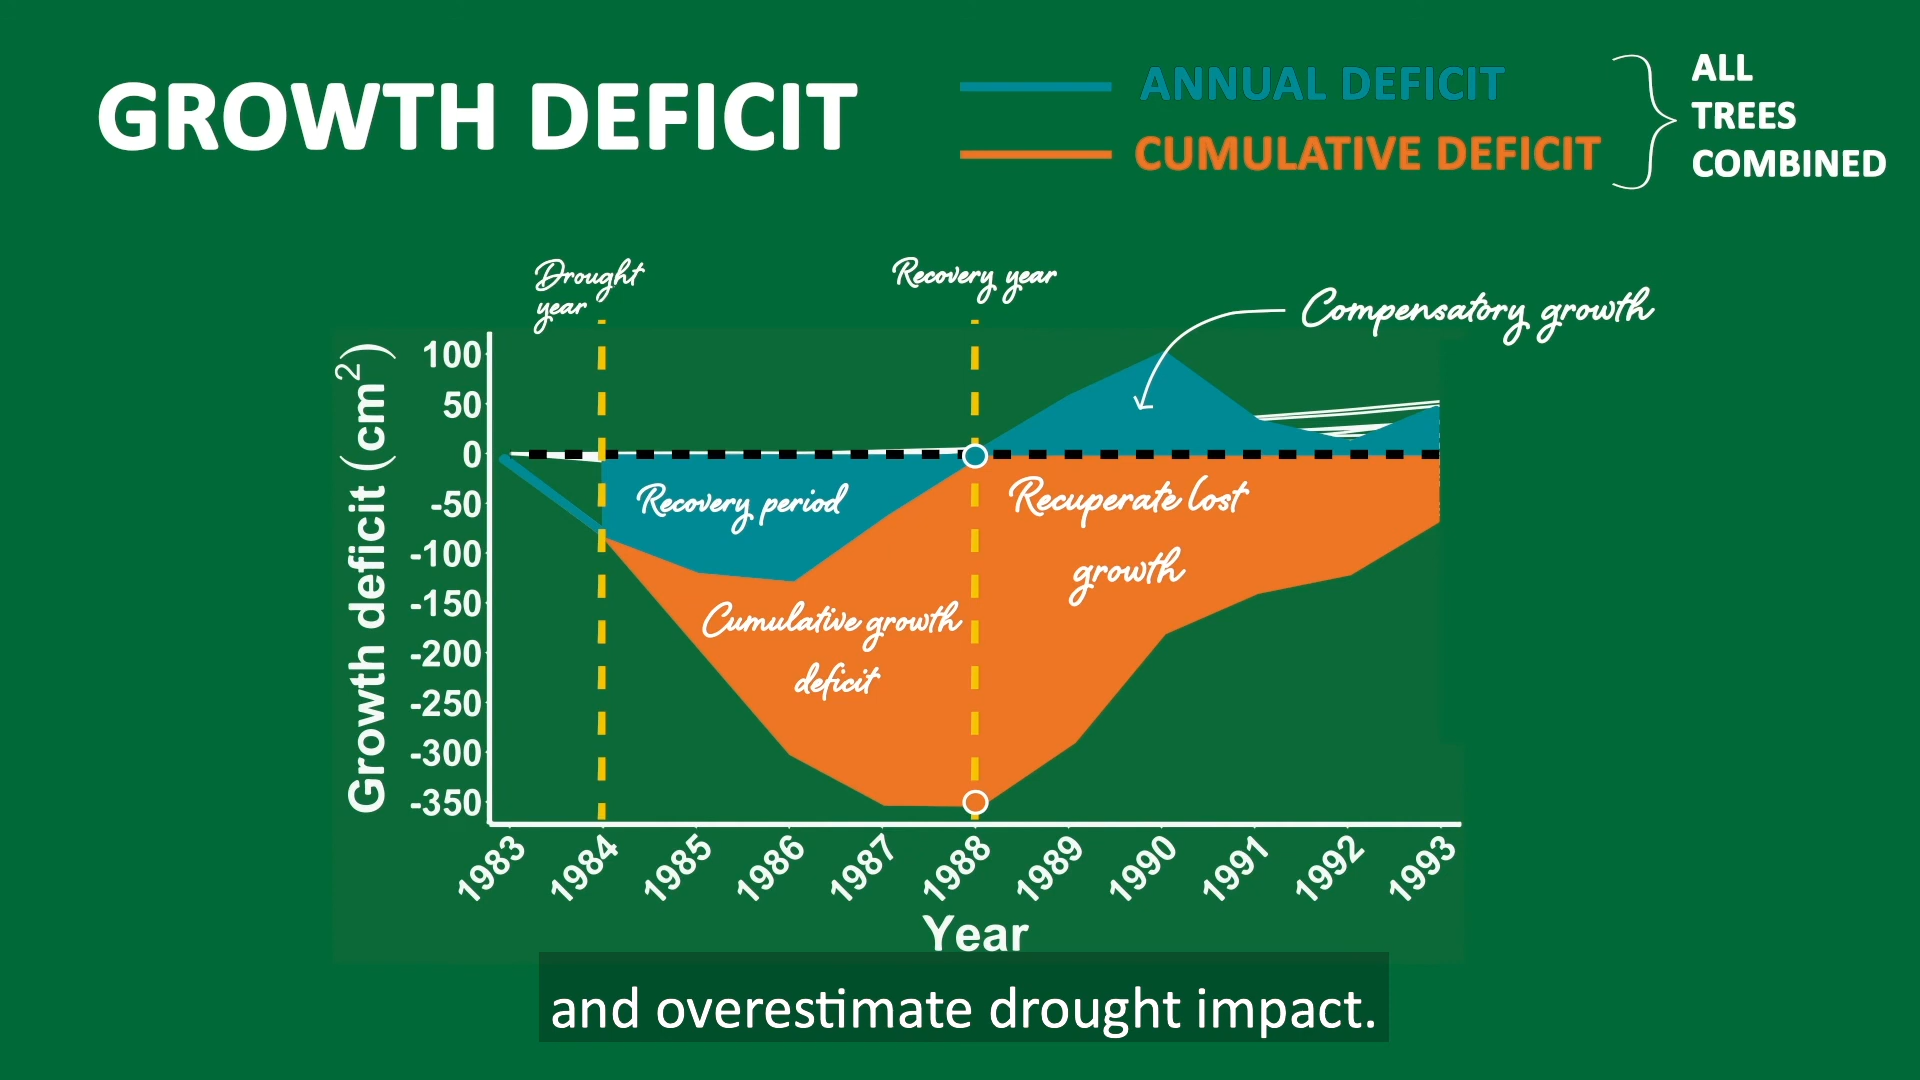 GROWTH DEFICIT
ANNUAL DEFICIT
CUMULATIVE DEFICIT
ALL
TREES
COMBINED
Drought
year
Recovery year
Compensatory growth
Growth deficit (cm²)
100
50
0
-50
-100
-150
-200
-250
-300
-350
Recovery period
Recuperate lost
growth
Cumulative growth
deficit
1983
1984
1985
1986
1987
1988
1989
1990
1991
1992
1993
Year
and overestimate drought impact.